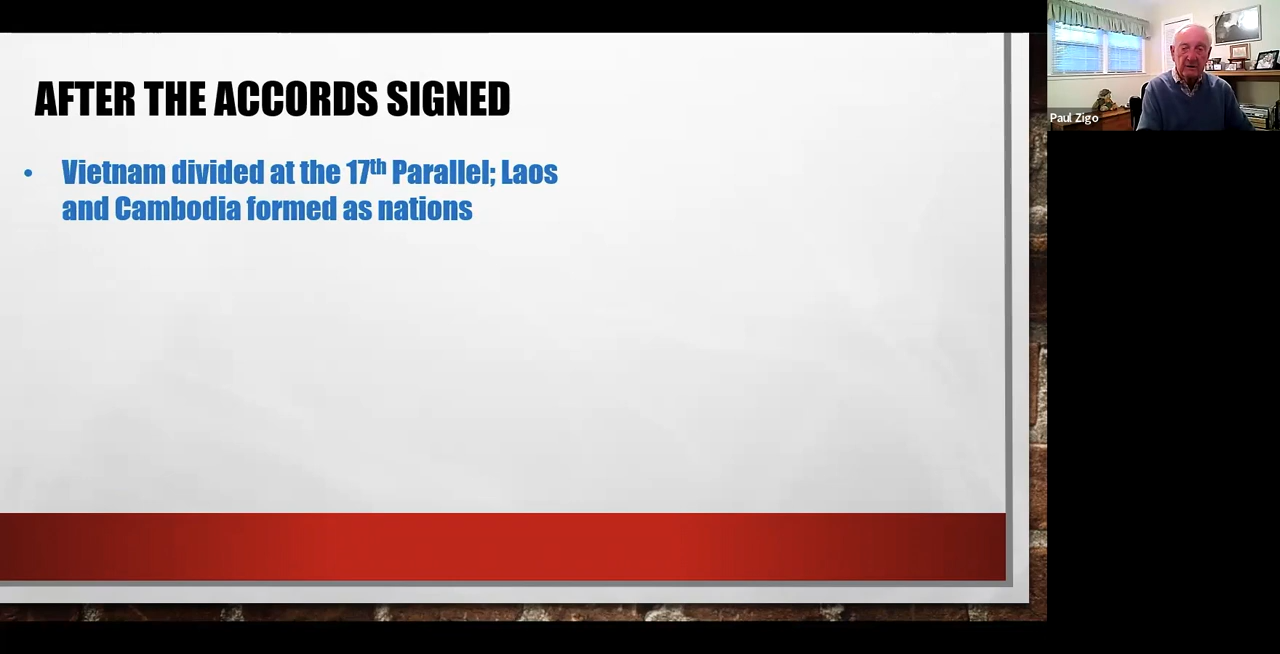 AFTER THE ACCORDS SIGNED
• Vietnam divided at the 17th Parallel; Laos
and Cambodia formed as nations
Paul Zigo